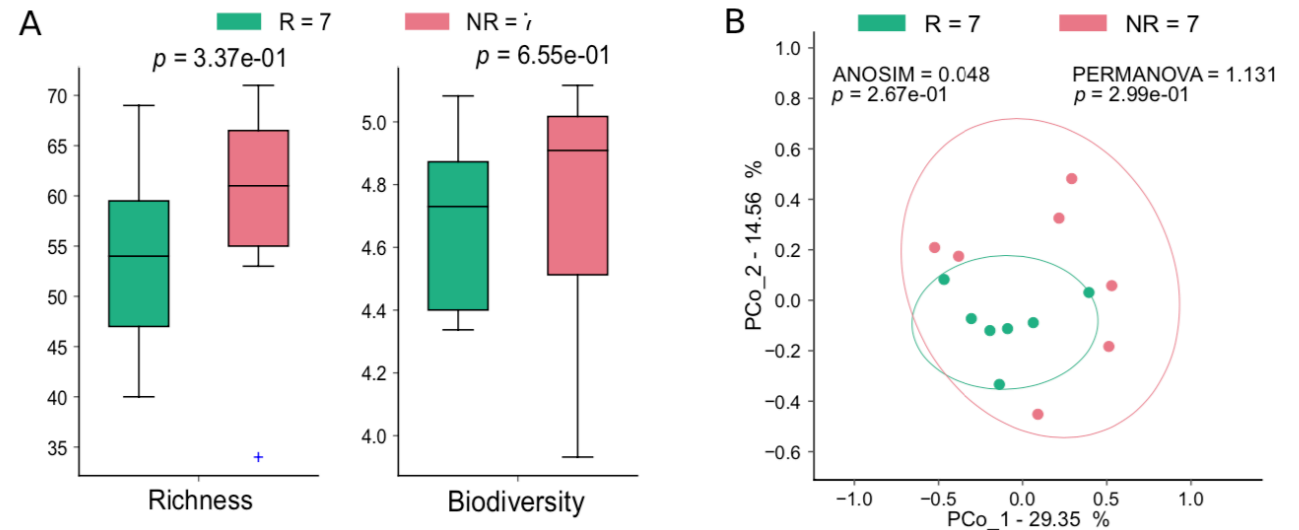 A
R = 7
NR = 7
p = 3.37e-01
p = 6.55e-01
70
65
60
55
50
45
40
35
5.0
4.8
4.6
4.4
4.2
4.0
Richness
Biodiversity
B
R = 7
NR = 7
ANOSIM = 0.048
p = 2.67e-01
PERMANOVA = 1.131
p = 2.99e-01
PCo_2 - 14.56 %
1.0
0.8
0.6
0.4
0.2
0.0
−0.2
−0.4
−0.6
−1.0
−0.5
0.0
0.5
1.0
PCo_1 - 29.35 %